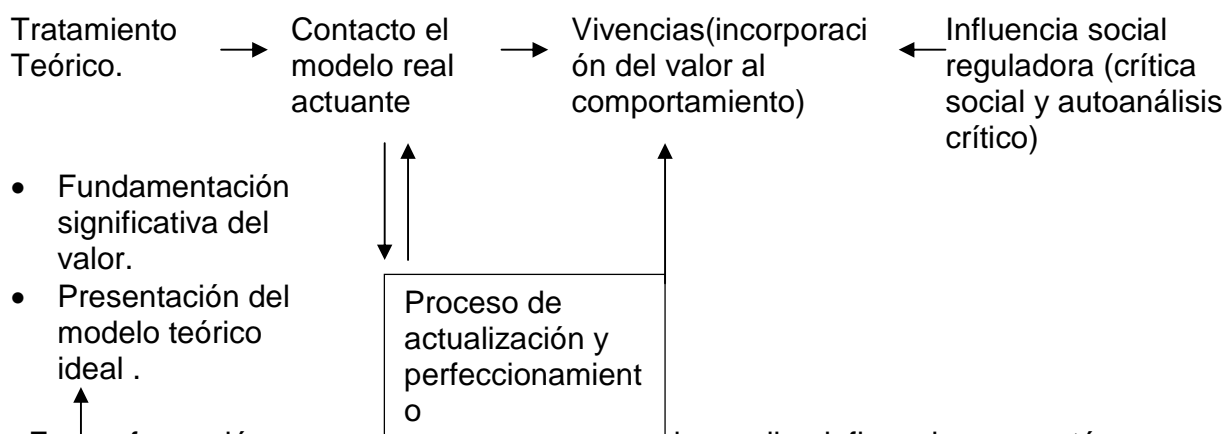 Tratamiento
Teórico.
Contacto el
modelo real
actuante
Vivencias(incorporaci
ón del valor al
comportamiento)
Influencia social
reguladora (crítica
social y autoanálisis
crítico)
• Fundamentación
significativa del
valor.
• Presentación del
modelo teórico
ideal .
Proceso de
actualización y
perfeccionamient
o